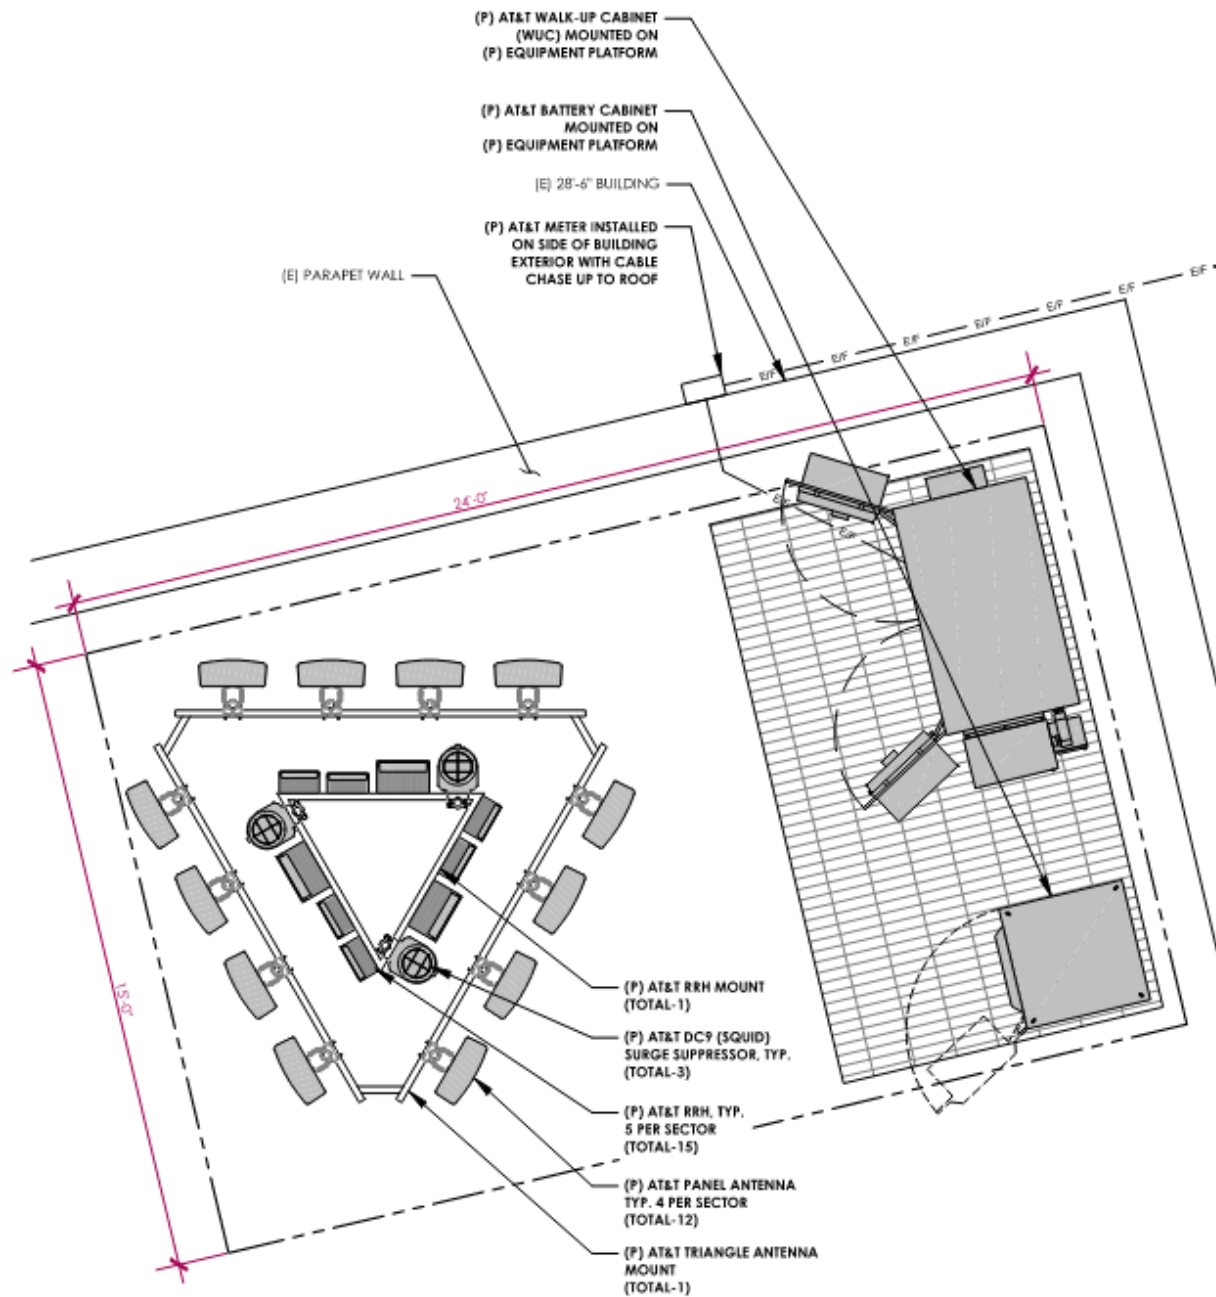 (P) AT&T WALK-UP CABINET
(WUC) MOUNTED ON
(P) EQUIPMENT PLATFORM
(P) AT&T BATTERY CABINET
MOUNTED ON
(P) EQUIPMENT PLATFORM
(E) 28'-6" BUILDING
(P) AT&T METER INSTALLED
ON SIDE OF BUILDING
EXTERIOR WITH CABLE
CHASE UP TO ROOF
(E) PARAPET WALL
E/F
E/F
E/F
E/F
E/F
E/F
E/F
24'-0"
E/F
E/F
15'-0"
(P) AT&T RRH MOUNT
(TOTAL-1)
(P) AT&T DC9 (SQUID)
SURGE SUPPRESSOR, TYP.
(TOTAL-3)
(P) AT&T RRH, TYP.
5 PER SECTOR
(TOTAL-15)
(P) AT&T PANEL ANTENNA
TYP. 4 PER SECTOR
(TOTAL-12)
(P) AT&T TRIANGLE ANTENNA
MOUNT
(TOTAL-1)